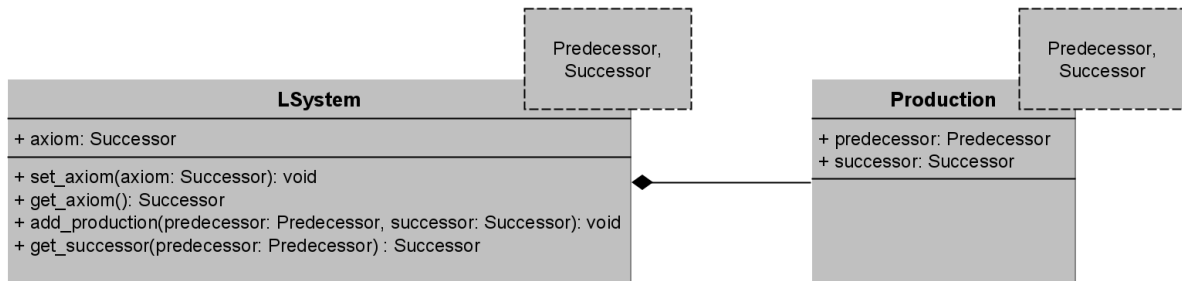 Predecessor,
Successor
LSystem
+ axiom: Successor
+ set_axiom(axiom: Successor): void
+ get_axiom(): Successor
+ add_production(predecessor: Predecessor, successor: Successor): void
+ get_successor(predecessor: Predecessor) : Successor
Predecessor,
Successor
Production
+ predecessor: Predecessor
+ successor: Successor